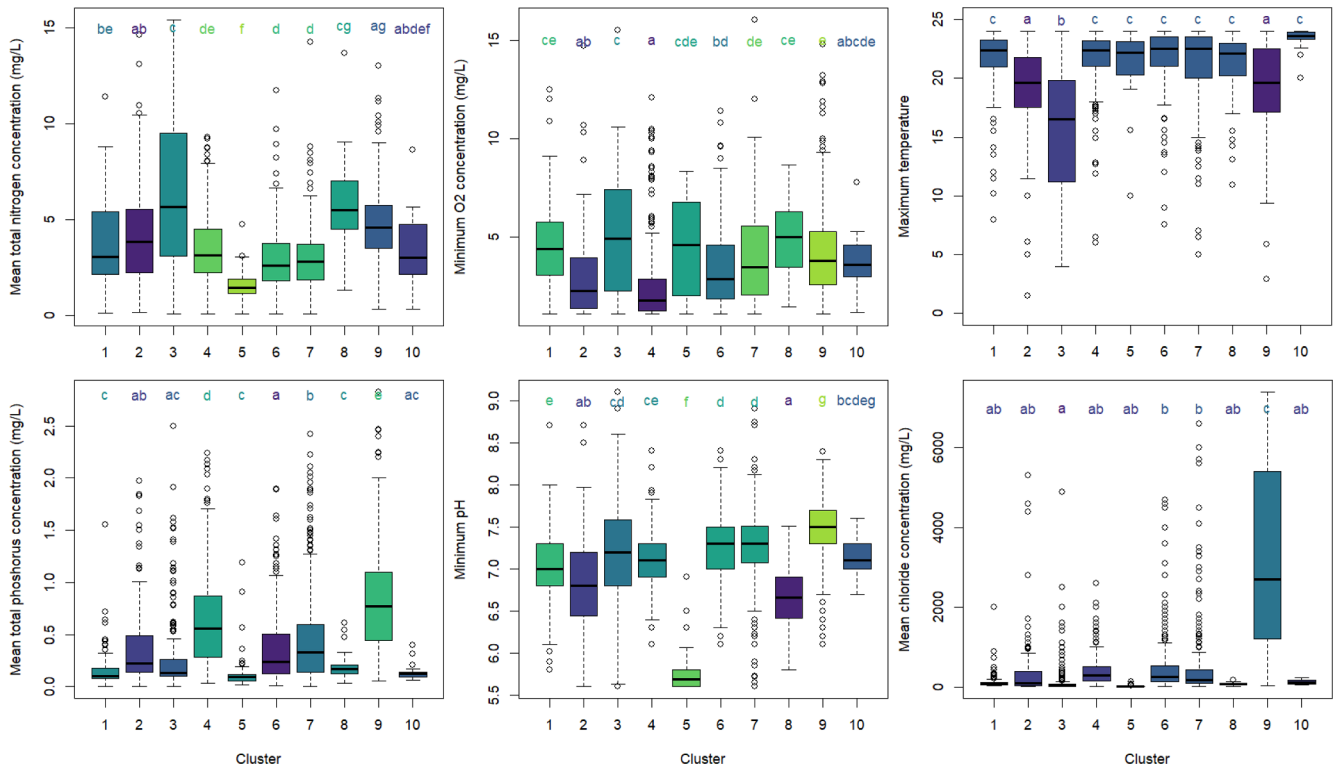 Mean total nitrogen concentration (mg/L)
15
10
5
0
be ab c de f d d cg ag abdef
1 2 3 4 5 6 7 8 9 10
Minimum O2 concentration (mg/L)
15
10
5
ce ab c a cde bd de ce e abcde
1 2 3 4 5 6 7 8 9 10
Maximum temperature
25
20
15
10
5
0
c a b c c c c c a c
1 2 3 4 5 6 7 8 9 10
Mean total phoshorus concentration (mg/L)
2.5
2.0
1.5
1.0
0.5
0.0
c ab ac d c a b c e ac
1 2 3 4 5 6 7 8 9 10
Cluster
Minimum pH
9.0
8.5
8.0
7.5
7.0
6.5
6.0
5.5
e ab cd ce f d d a g bcdeg
1 2 3 4 5 6 7 8 9 10
Cluster
Mean chloride concentration (mg/L)
6000
4000
2000
0
ab ab a ab ab b b ab c ab
1 2 3 4 5 6 7 8 9 10
Cluster